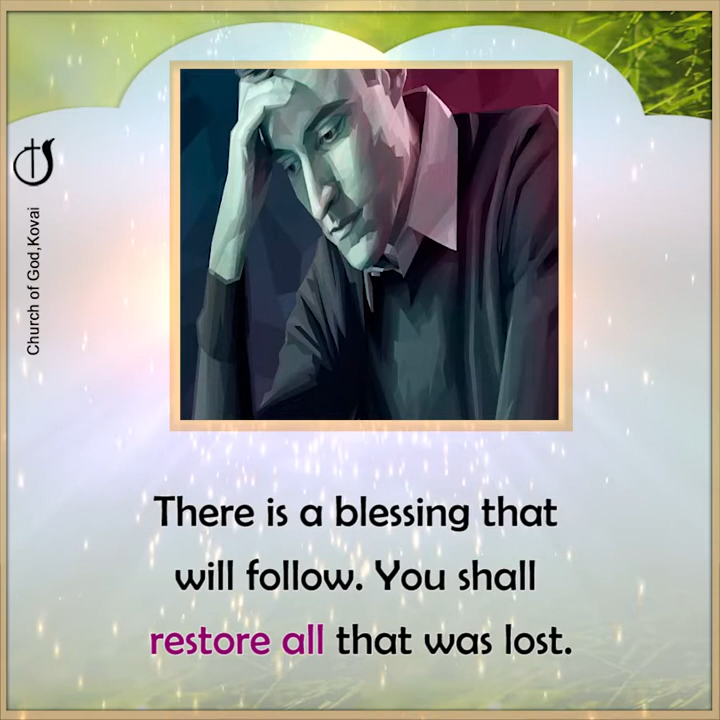 Church of God,Kovai
There is a blessing that
will follow. You shall
restore all that was lost.